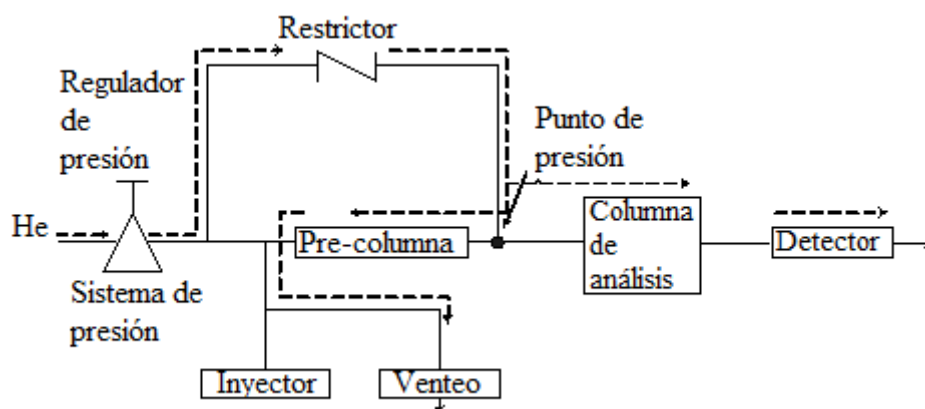 Restrictor
Regulador
de
presión
Punto de
presión
He
Pre-columna
Columna
de
análisis
Detector
Sistema de
presión
Inyector
Venteo